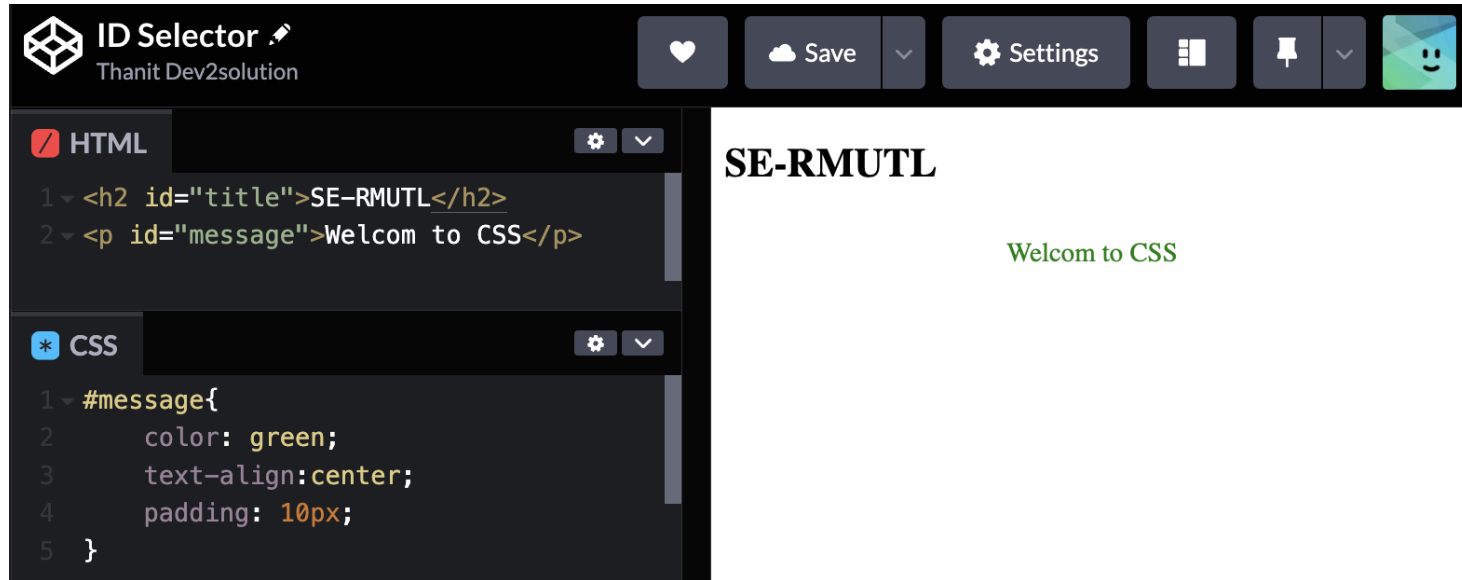 ID Selector
Thanit Dev2solution
Save
Settings
HTML
1 <h2 id="title">SE-RMUTL</h2>
2 <p id="message">Welcom to CSS</p>
CSS
1 #message{
2 color: green;
3 text-align:center;
4 padding: 10px;
5 }
SE-RMUTL
Welcom to CSS